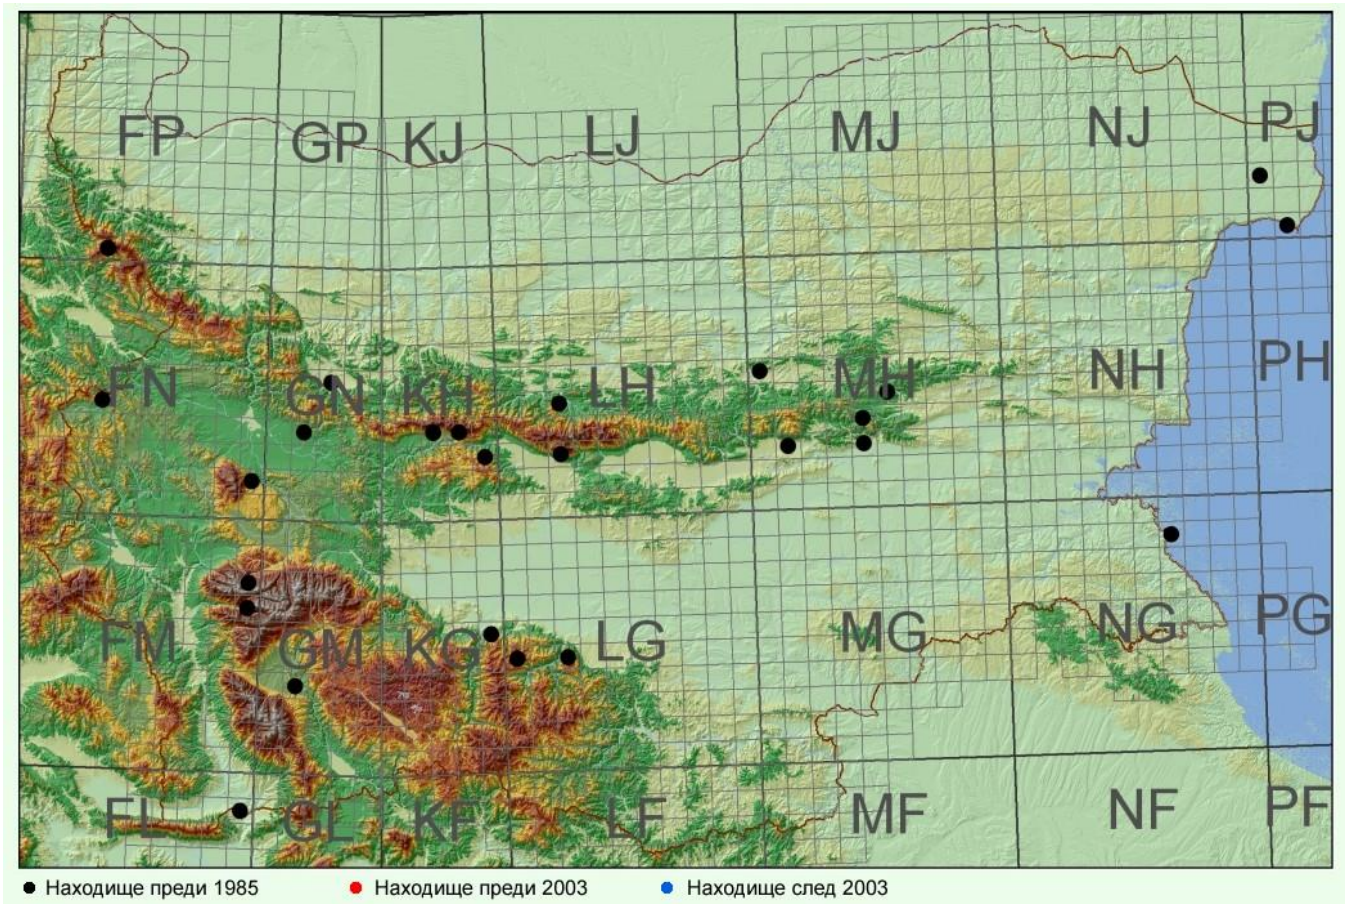 FP GP KJ LJ MJ NJ PJ
FN GN KH LH MH NH PH
FM GM KG LG MG NG PG
FL GL KF LF MF NF PF
Находище преди 1985 Находище преди 2003 Находище след 2003